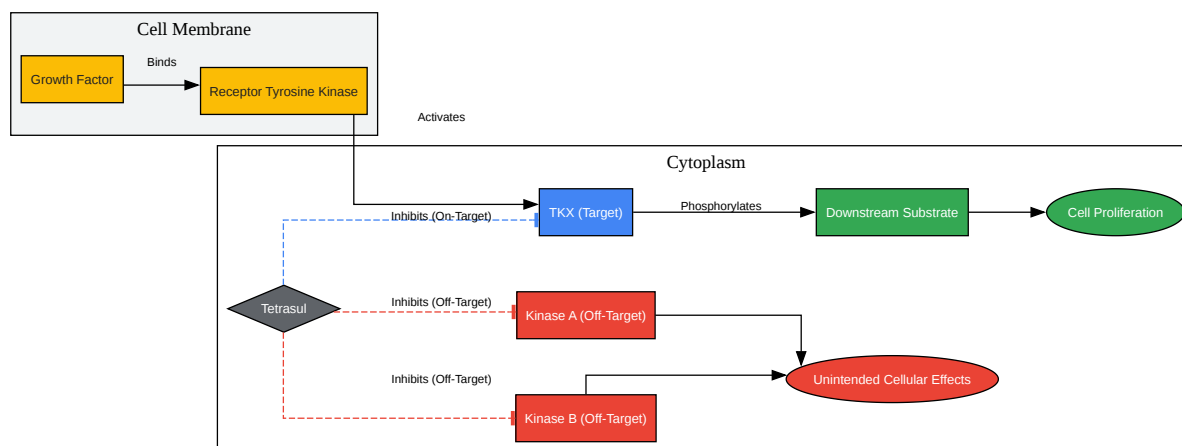 Cell Membrane
Growth Factor
Binds
Receptor Tyrosine Kinase
Activates
Cytoplasm
Inhibits (On-Target)
TKX (Target)
Phosphorylates
Downstream Substrate
Cell Proliferation
Tetrasul
Inhibits (Off-Target)
Kinase A (Off-Target)
Inhibits (Off-Target)
Kinase B (Off-Target)
Unintended Cellular Effects